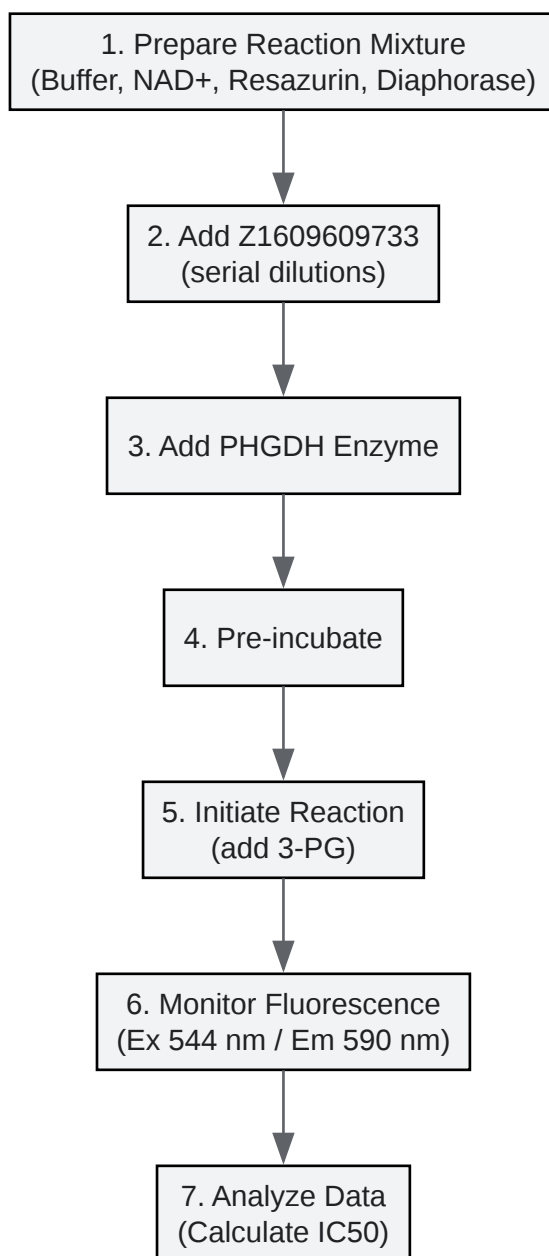 1. Prepare Reaction Mixture
(Buffer, NAD+, Resazurin, Diaphorase)
2. Add Z1609609733
(serial dilutions)
3. Add PHGDH Enzyme
4. Pre-incubate
5. Initiate Reaction
(add 3-PG)
6. Monitor Fluorescence
(Ex 544 nm / Em 590 nm)
7. Analyze Data
(Calculate IC50)